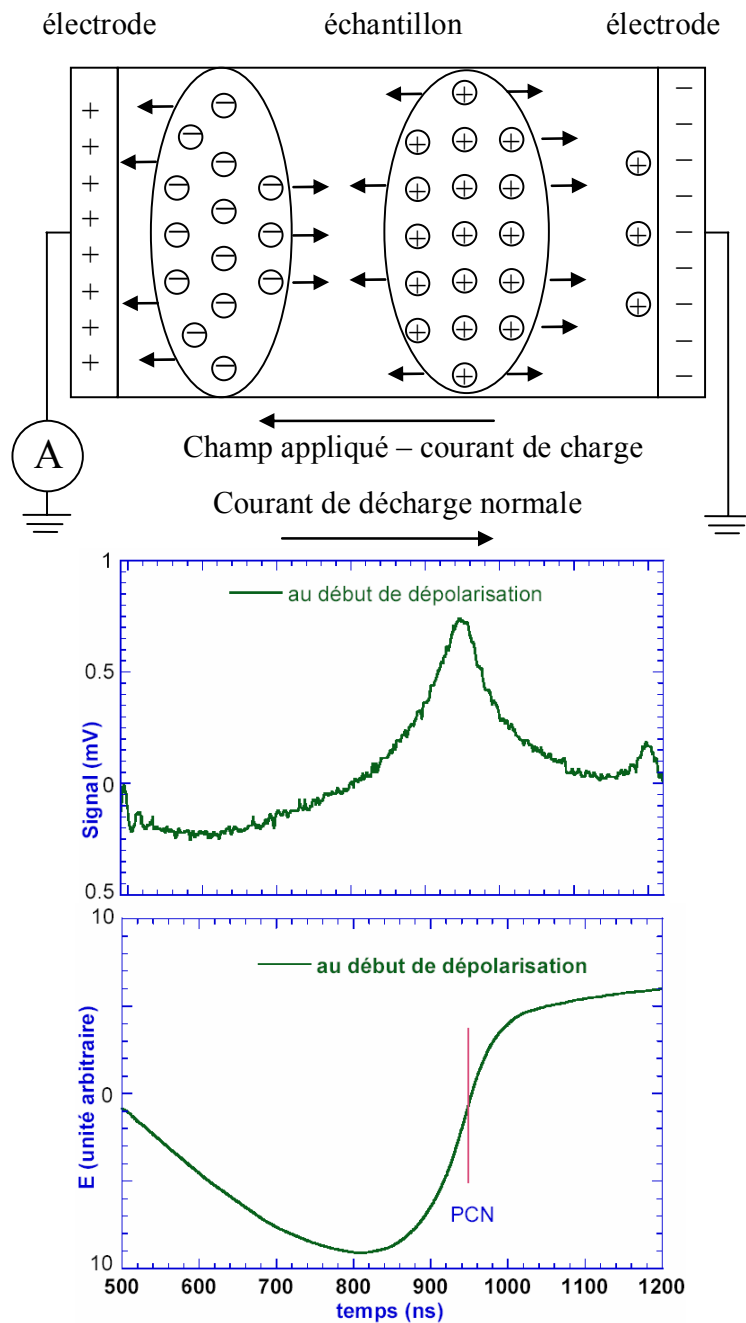 électrode échantillon électrode
A
Champ appliqué – courant de charge
Courant de décharge normale
1
au début de dépolarisation
0.5
Signal (mV)
0
0.5
10
au début de dépolarisation
E (unité arbitraire)
0
PCN
10
500 600 700 800 900 1000 1100 1200
temps (ns)